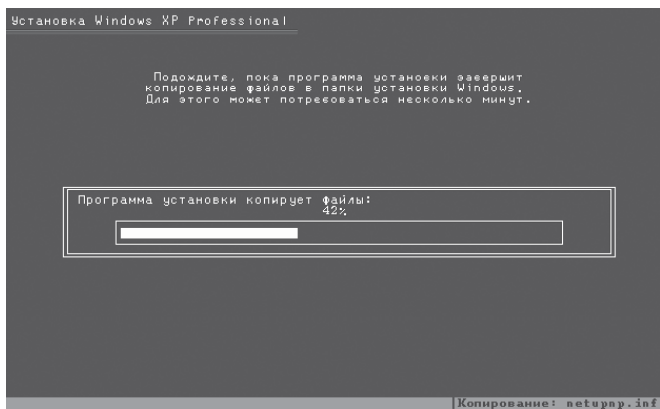 Установка Windows XP Professional
Подождите, пока программа установки завершит
копирование файлов в папки установки Windows.
Для этого может потребоваться несколько минут.
Программа установки копирует файлы:
42%
Копирование: netupnp.inf